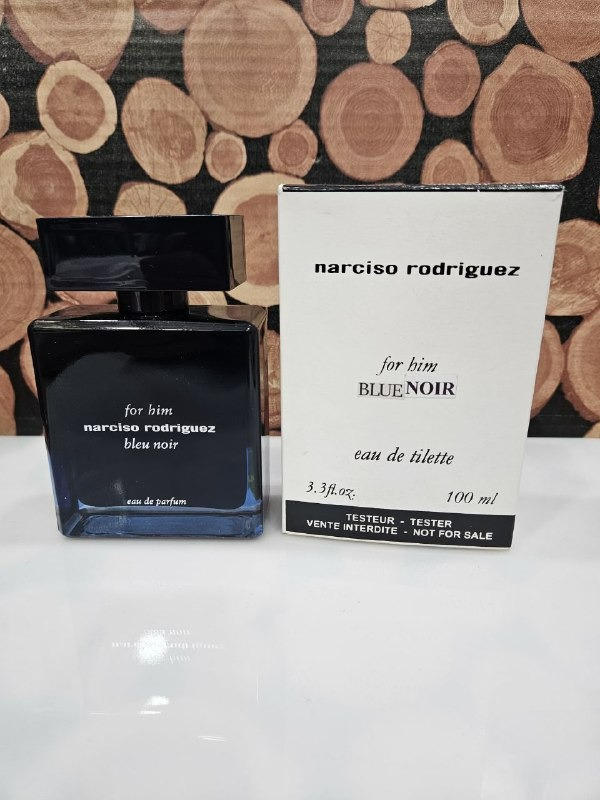 for him
narciso rodriguez
bleu noir
eau de parfum
narciso rodriguez
for him
BLUE NOIR
eau de tilette
3.3fl.oz.
100 ml
TESTEUR - TESTER
VENTE INTERDITE - NOT FOR SALE